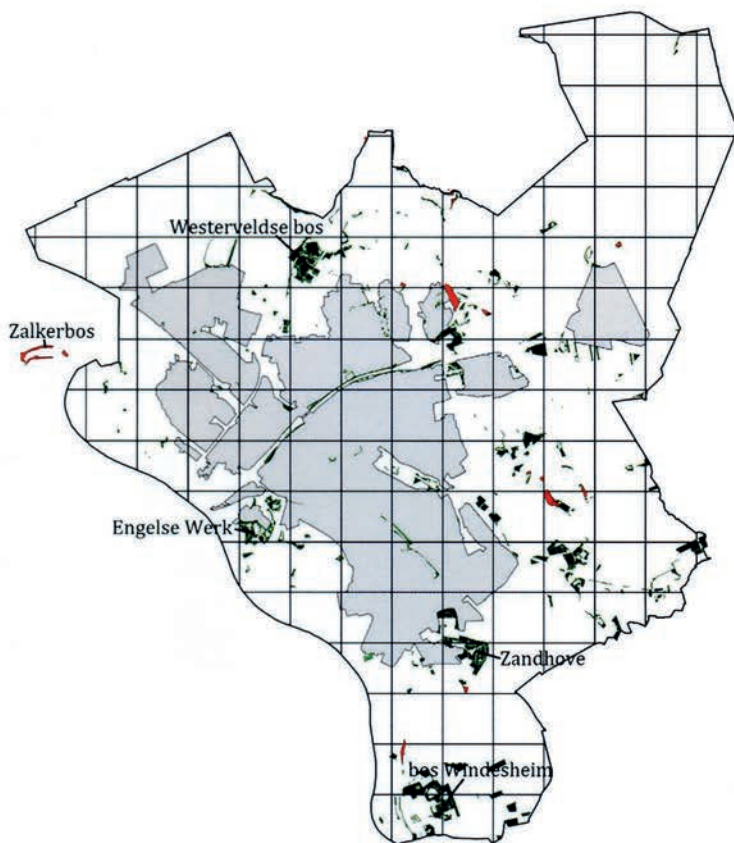 Westerveldse bos
Zalkerbos
Engelse Werk
Zandhove
bos Windesheim